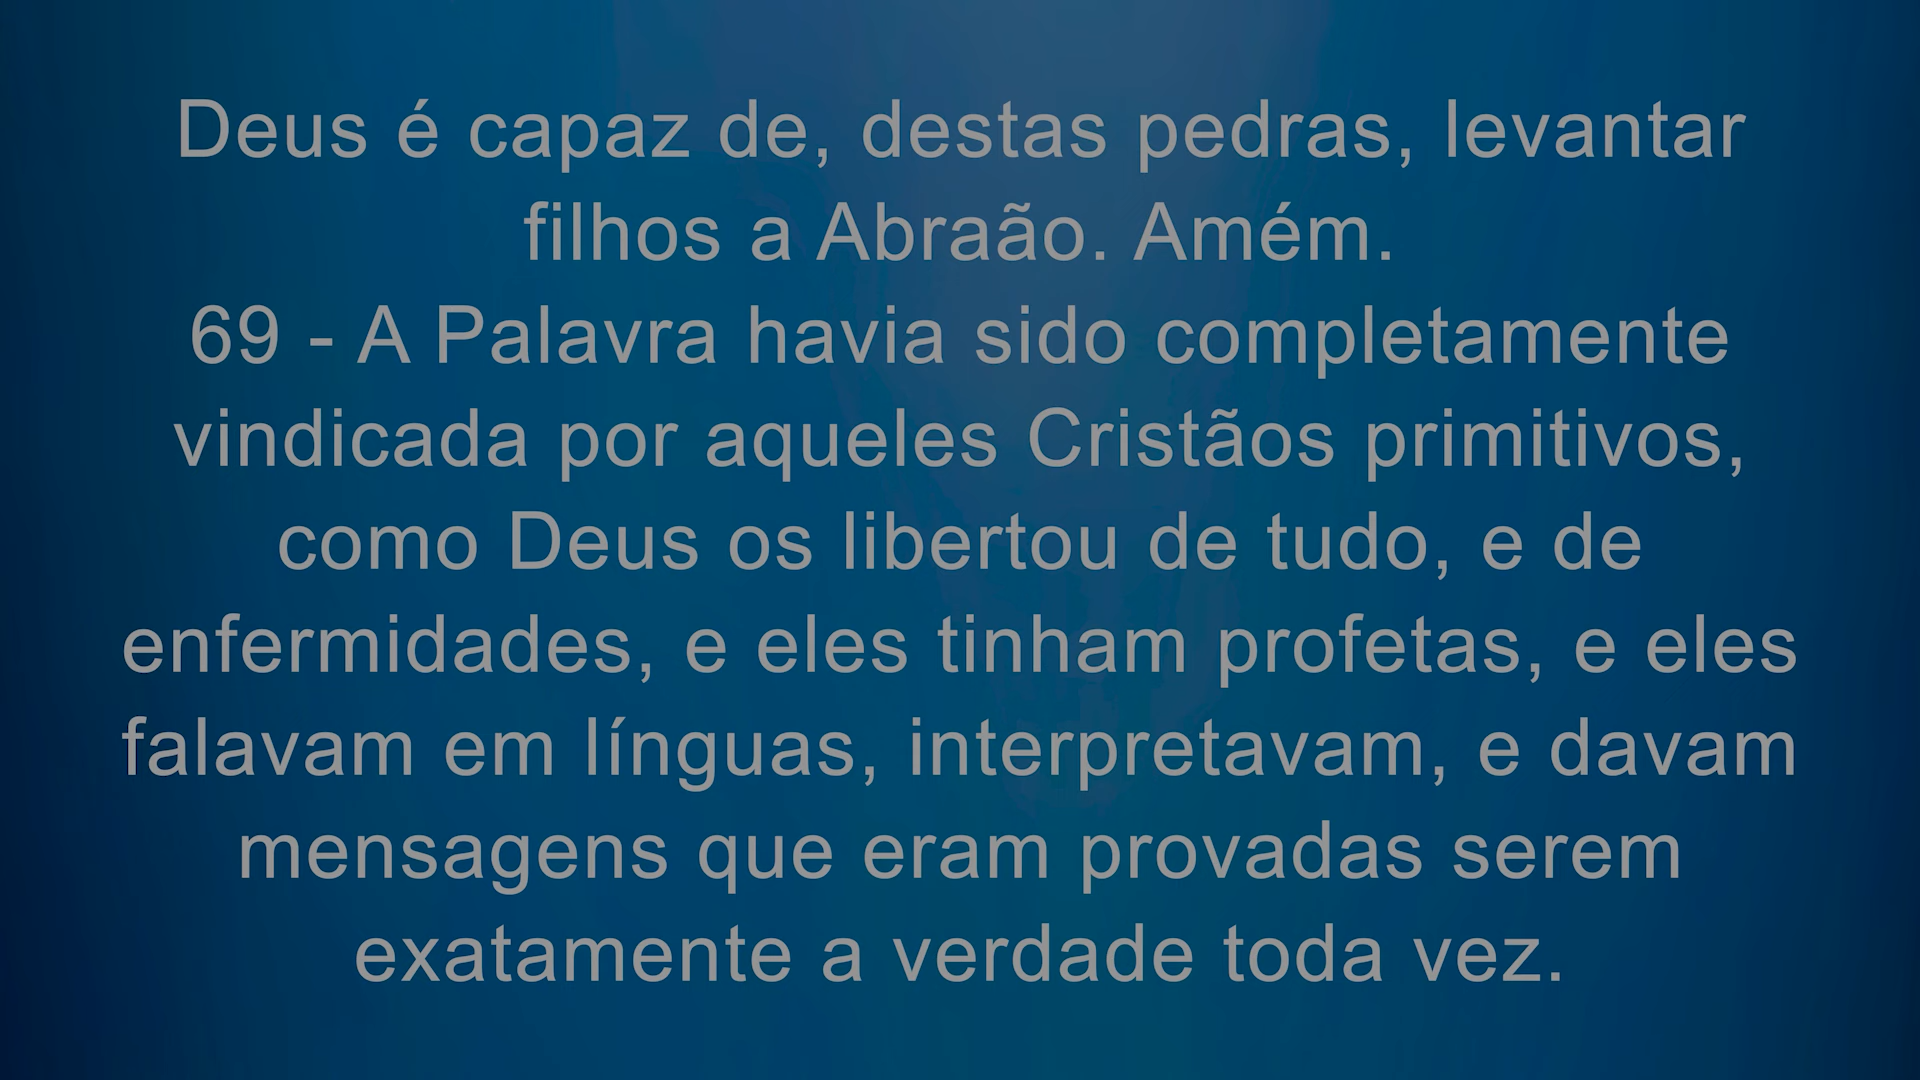 Deus é capaz de, destas pedras, levantar
filhos a Abraão. Amém.
69 - A Palavra havia sido completamente
vindicada por aqueles Cristãos primitivos,
como Deus os libertou de tudo, e de
enfermidades, e eles tinham profetas, e eles
falavam em línguas, interpretavam, e davam
mensagens que eram provadas serem
exatamente a verdade toda vez.